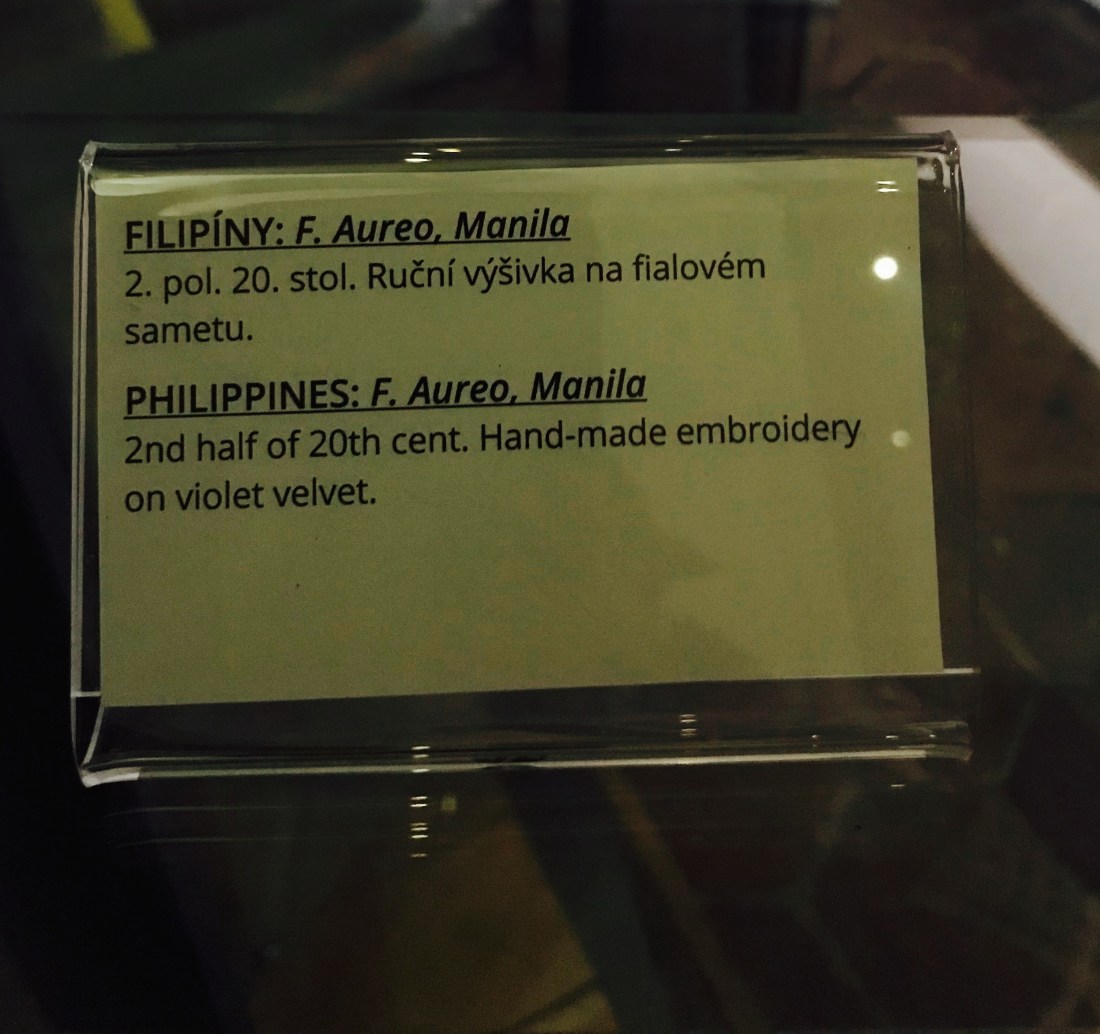 FILIPÍNY: F. Aureo, Manila
2. pol. 20. stol. Ruční výšivka na fialovém
sametu.
PHILIPPINES: F. Aureo, Manila
2nd half of 20th cent. Hand-made embroidery
on violet velvet.